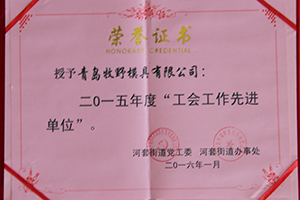 荣誉证书
HONORARY CREDENTIAL
授予青岛牧野模具有限公司:
二〇一五年度“工会工作先进
单位”。
河套街道党工委 河套街道办事处
二〇一六年一月